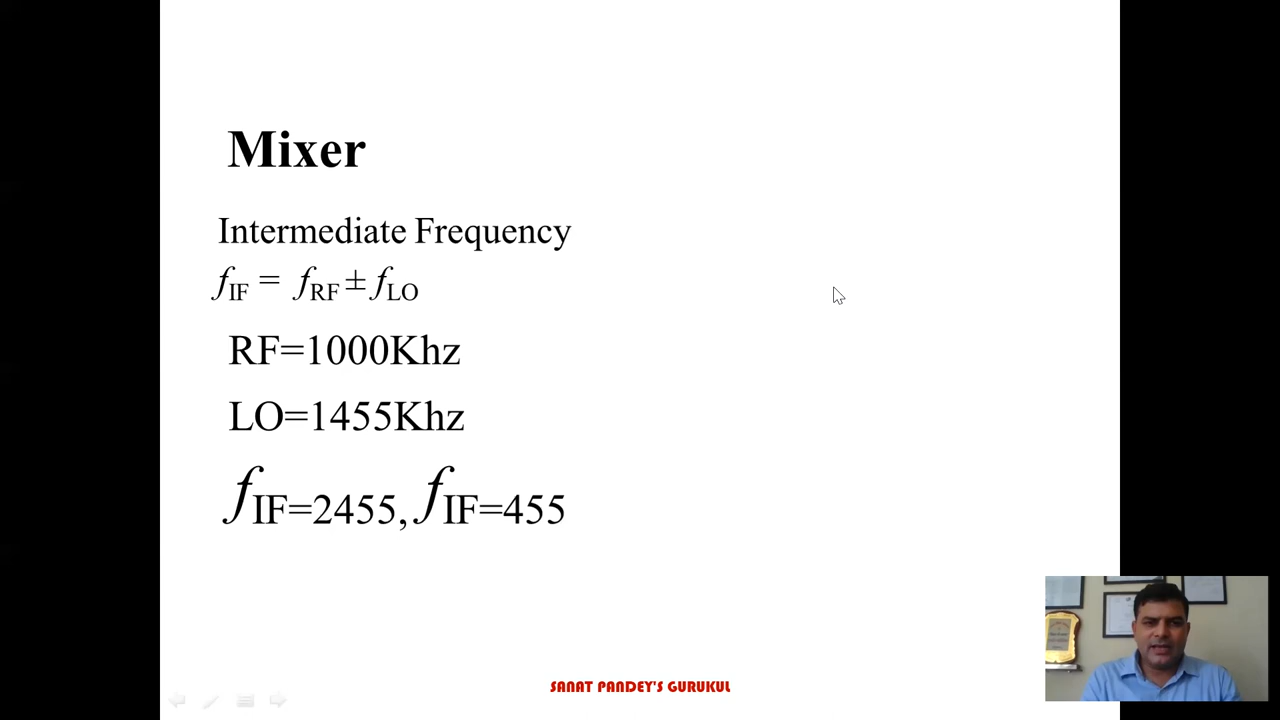 Mixer
Intermediate Frequency
fIF = fRF ± fLO
RF=1000Khz
LO=1455Khz
fIF=2455, fIF=455
SANAT PANDEY'S GURUKUL